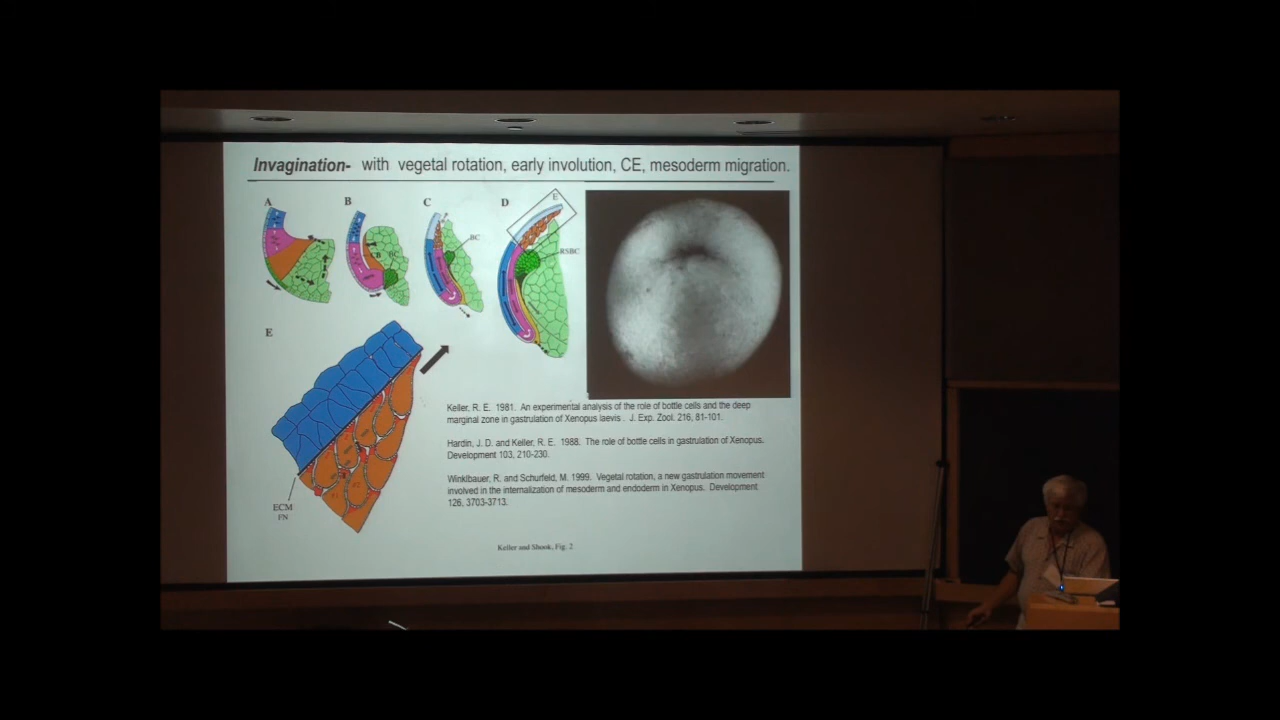 Invagination- with vegetal rotation, early involution, CE, mesoderm migration.
A B C D E
BC
RSBC
E
ECM
FN
Keller, R. E. 1981. An experimental analysis of the role of bottle cells and the deep
marginal zone in gastrulation of Xenopus laevis . J. Exp. Zool. 216, 81-101.
Hardin, J. D. and Keller, R. E. 1988. The role of bottle cells in gastrulation of Xenopus.
Development 103, 210-230.
Winklbauer, R. and Schurfeld, M. 1999. Vegetal rotation, a new gastrulation movement
involved in the internalization of mesoderm and endoderm in Xenopus. Development
126, 3703-3713.
Keller and Shook, Fig. 2